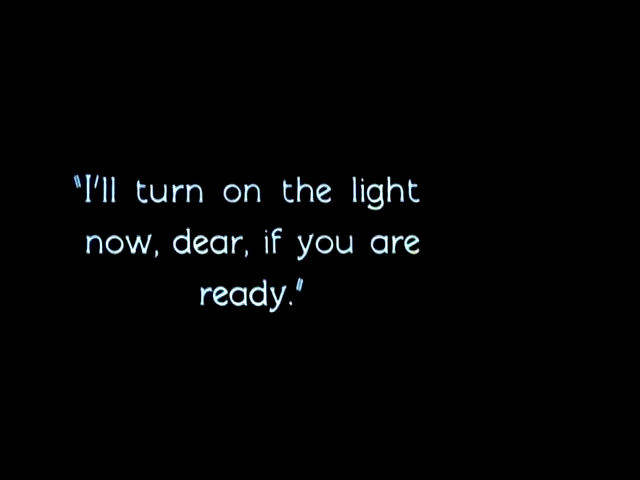 "I'll turn on the light
now, dear, if you are
ready."